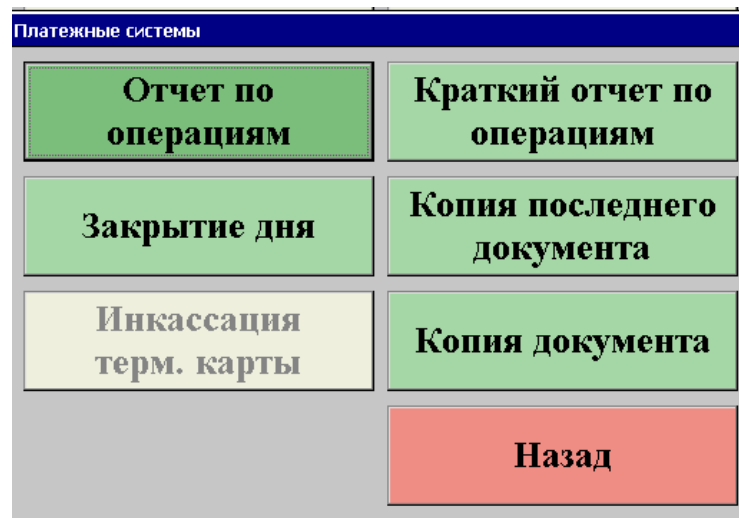 Платежные системы
Отчет по
операциям
Краткий отчет по
операциям
Закрытие дня
Копия последнего
документа
Инкассация
терм. карты
Копия документа
Назад